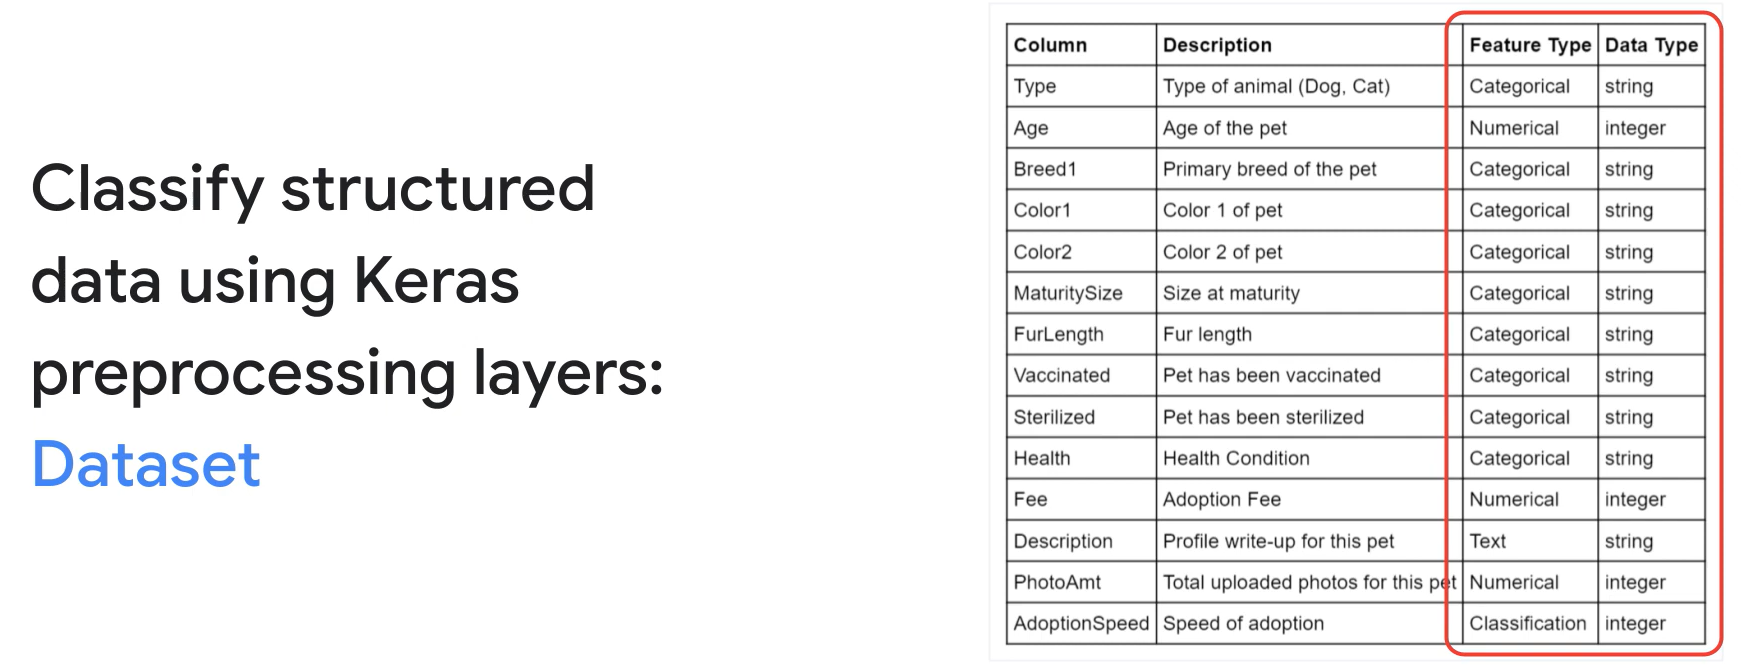 Classify structured
data using Keras
preprocessing layers:
Dataset
Column Description Feature Type Data Type
Type Type of animal (Dog, Cat) Categorical string
Age Age of the pet Numerical integer
Breed1 Primary breed of the pet Categorical string
Color1 Color 1 of pet Categorical string
Color2 Color 2 of pet Categorical string
MaturitySize Size at maturity Categorical string
FurLength Fur length Categorical string
Vaccinated Pet has been vaccinated Categorical string
Sterilized Pet has been sterilized Categorical string
Health Health Condition Categorical string
Fee Adoption Fee Numerical integer
Description Profile write-up for this pet Text string
PhotoAmt Total uploaded photos for this pet Numerical integer
AdoptionSpeed Speed of adoption Classification integer